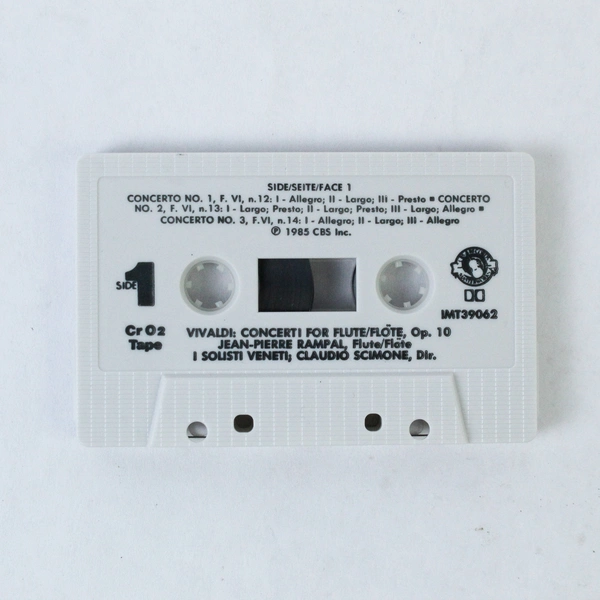 SIDE/SEITE/FACE 1
CONCERTO NO. 1, F. VI, n.12: I - Allegro; II - Largo; III - Presto ■ CONCERTO
NO. 2, F. VI, n.13: I - Largo; Presto; II - Largo; Presto; III - Largo; Allegro ■
CONCERTO NO. 3, F.VI, n.14: I - Allegro; II - Largo; III - Allegro
℗ 1985 CBS Inc.
SIDE 1
IMT39062
Cr O2
Tape
VIVALDI: CONCERTI FOR FLUTE/FLÖTE, Op. 10
JEAN-PIERRE RAMPAL, Flute/Flöte
I SOLISTI VENETI; CLAUDIO SCIMONE, Dir.